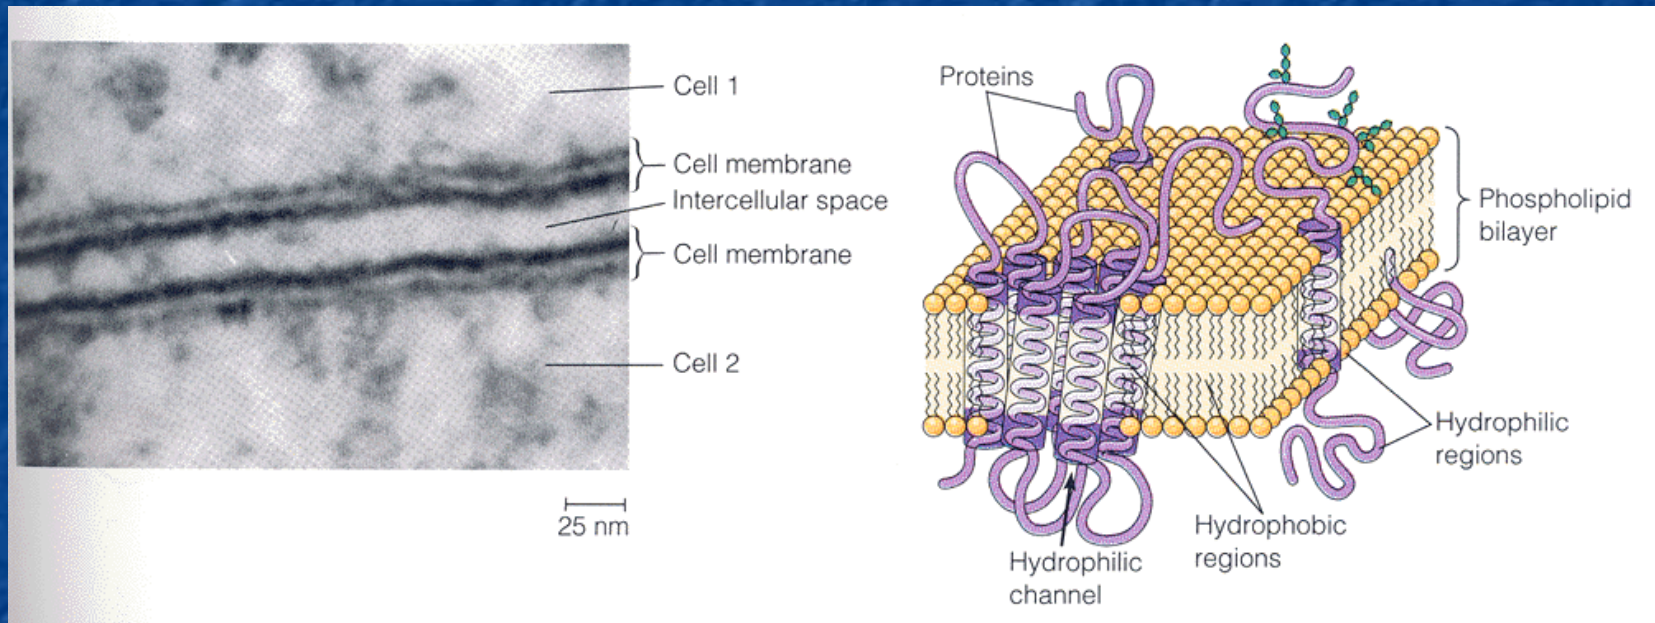 Cell 1
Cell membrane
Intercellular space
Cell membrane
Cell 2
25 nm
Proteins
Phospholipid
bilayer
Hydrophilic
regions
Hydrophobic
regions
Hydrophilic
channel